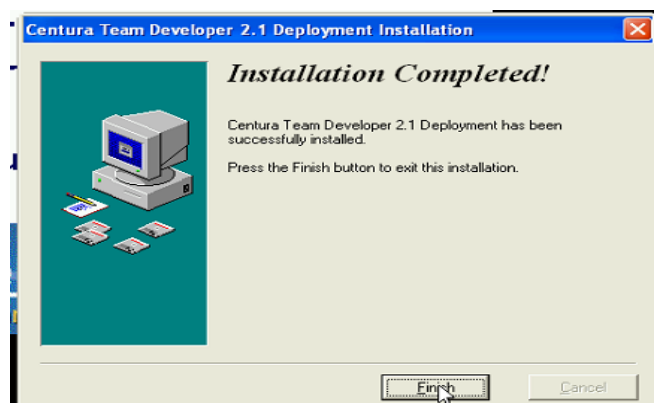 Centura Team Developer 2.1 Deployment Installation
Installation Completed!
Centura Team Developer 2.1 Deployment has been
successfully installed.
Press the Finish button to exit this installation.
Finish
Cancel